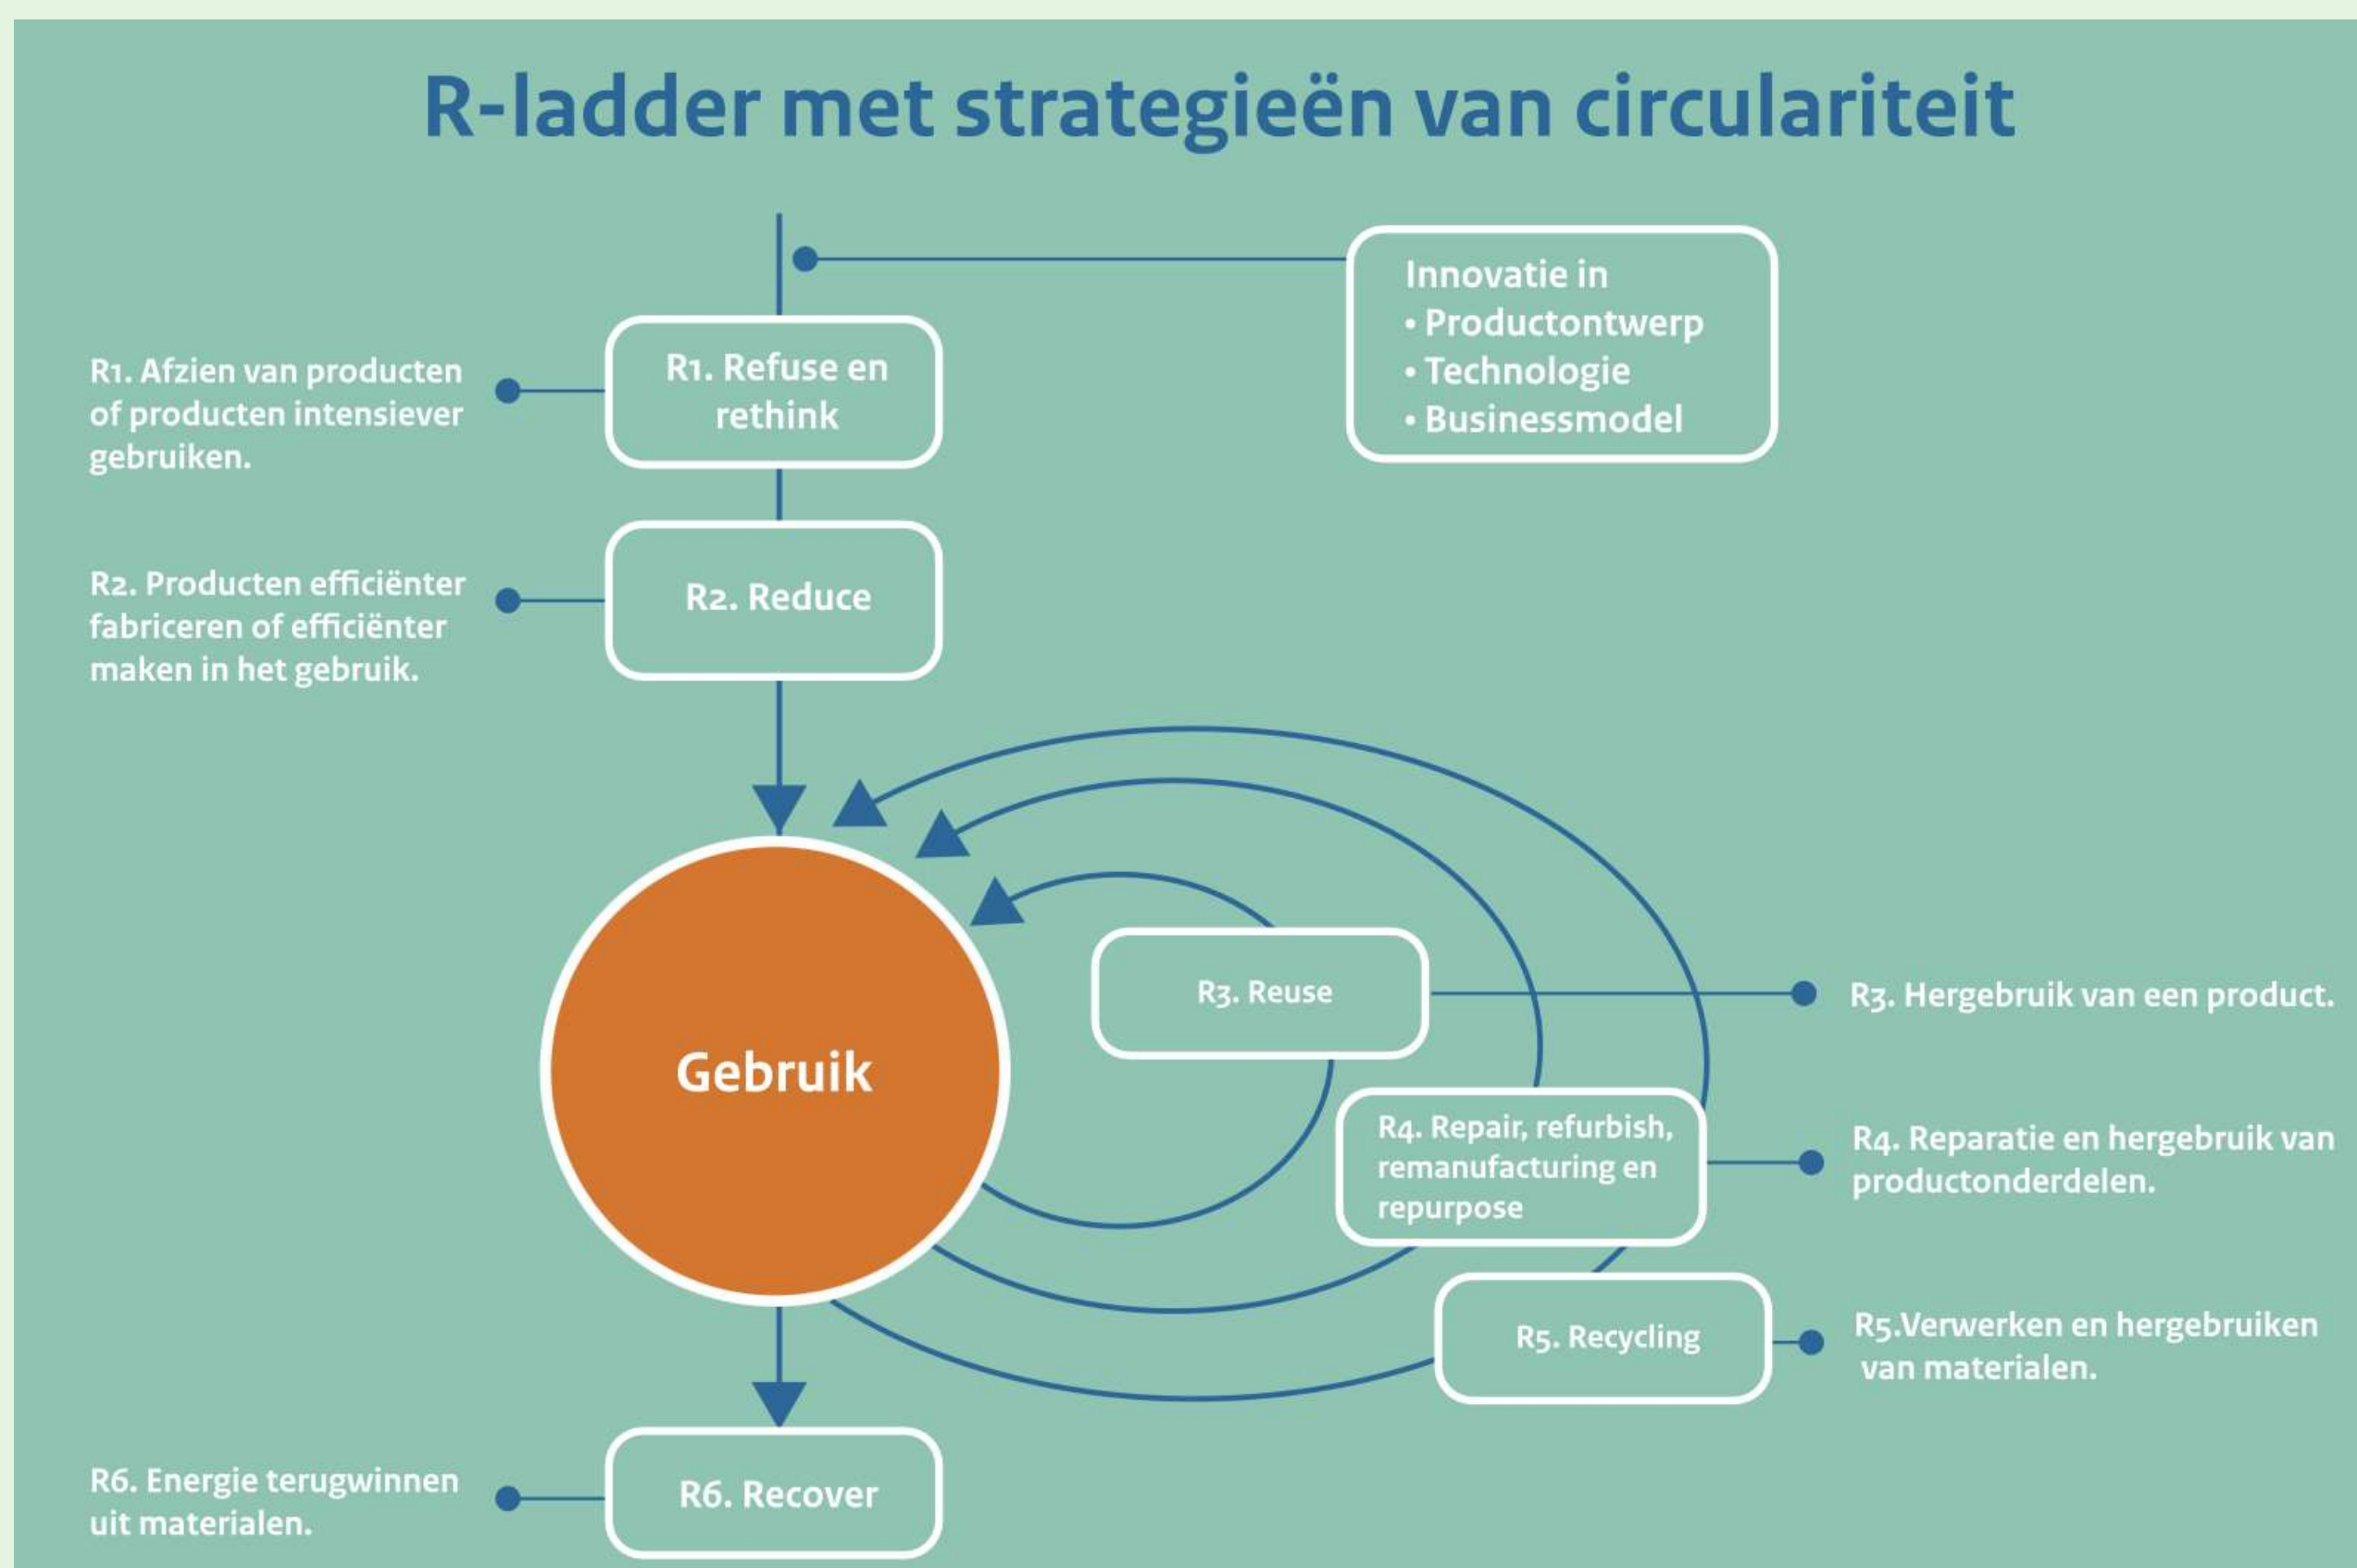 R-ladder met strategieën van circulariteit
Innovatie in
• Productontwerp
• Technologie
• Businessmodel
R1. Afzien van producten
of producten intensiever
gebruiken.
R1. Refuse en
rethink
R2. Producten efficiënter
fabriceren of efficiënter
maken in het gebruik.
R2. Reduce
Gebruik
R3. Reuse
R3. Hergebruik van een product.
R4. Repair, refurbish,
remanufacturing en
repurpose
R4. Reparatie en hergebruik van
productonderdelen.
R5. Recycling
R5.Verwerken en hergebruiken
van materialen.
R6. Energie terugwinnen
uit materialen.
R6. Recover